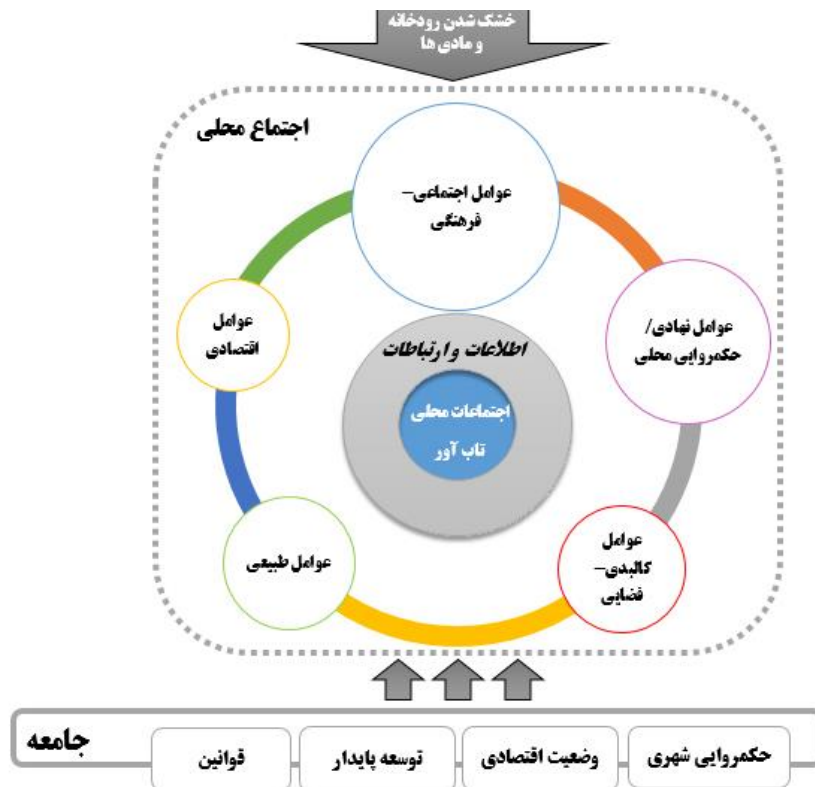 خشک شدن رودخانه
و مادی ها
اجتماع محلی
عوامل اجتماعی-
فرهنگی
عوامل نهادی/
حکمروایی محلی
عوامل
اقتصادی
اطلاعات و ارتباطات
اجتماعات محلی
تاب آور
عوامل
کالبدی-
فضایی
عوامل طبیعی
جامعه
حکمروایی شهری
وضعیت اقتصادی
توسعه پایدار
قوانین